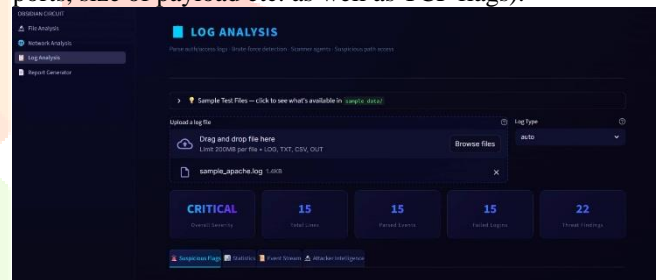 ports, size of payload etc. as well as TCP flags).
OBSIDIAN CIRCUIT
File Analysis
Network Analysis
Log Analysis
Report Generator
LOG ANALYSIS
Parse auth/access logs · Brute-force detection · Scanner agents · Suspicious path access
Sample Test Files — click to see what's available in sample_data/
Upload a log file
Log Type
Drag and drop file here
Limit 200MB per file • LOG, TXT, CSV, OUT
Browse files
auto
sample_apache.log 1.4KB
CRITICAL
15
15
15
22
Overall Severity
Total Lines
Parsed Events
Failed Logins
Threat Findings
Suspicious Flags
Statistics
Event Stream
Attacker Intelligence